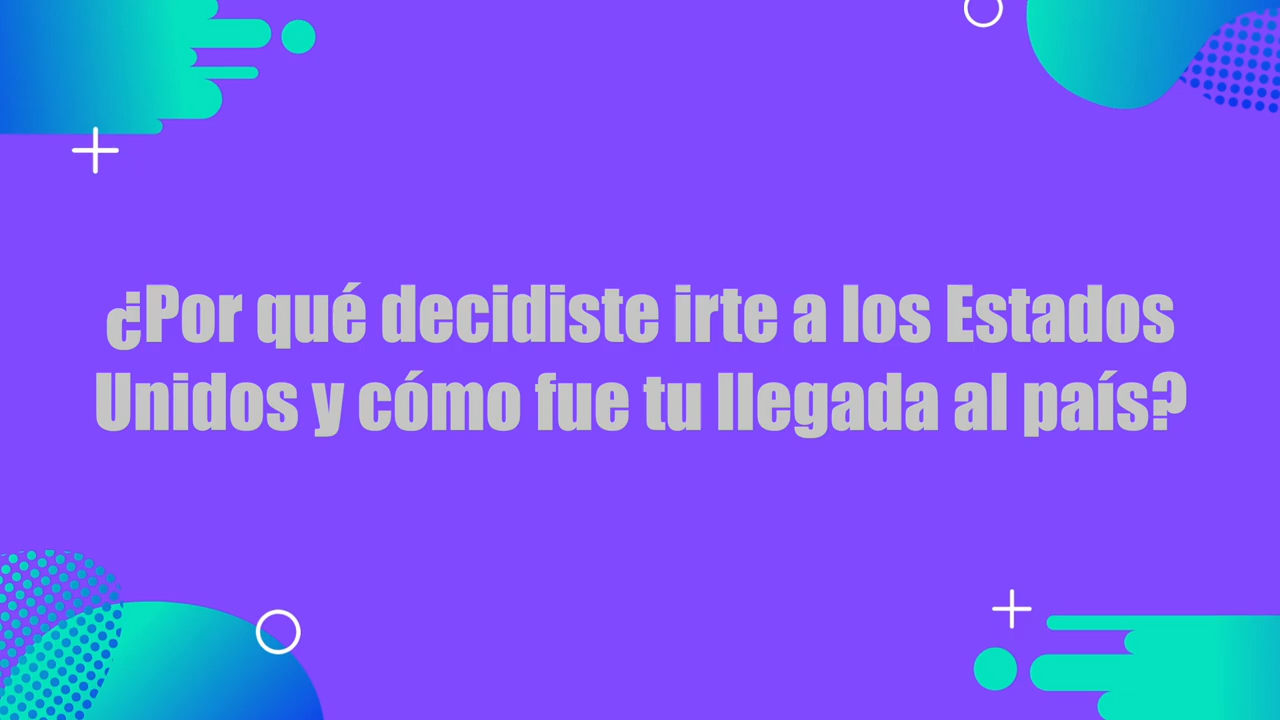 ¿Por qué decidiste irte a los Estados
Unidos y cómo fue tu llegada al país?